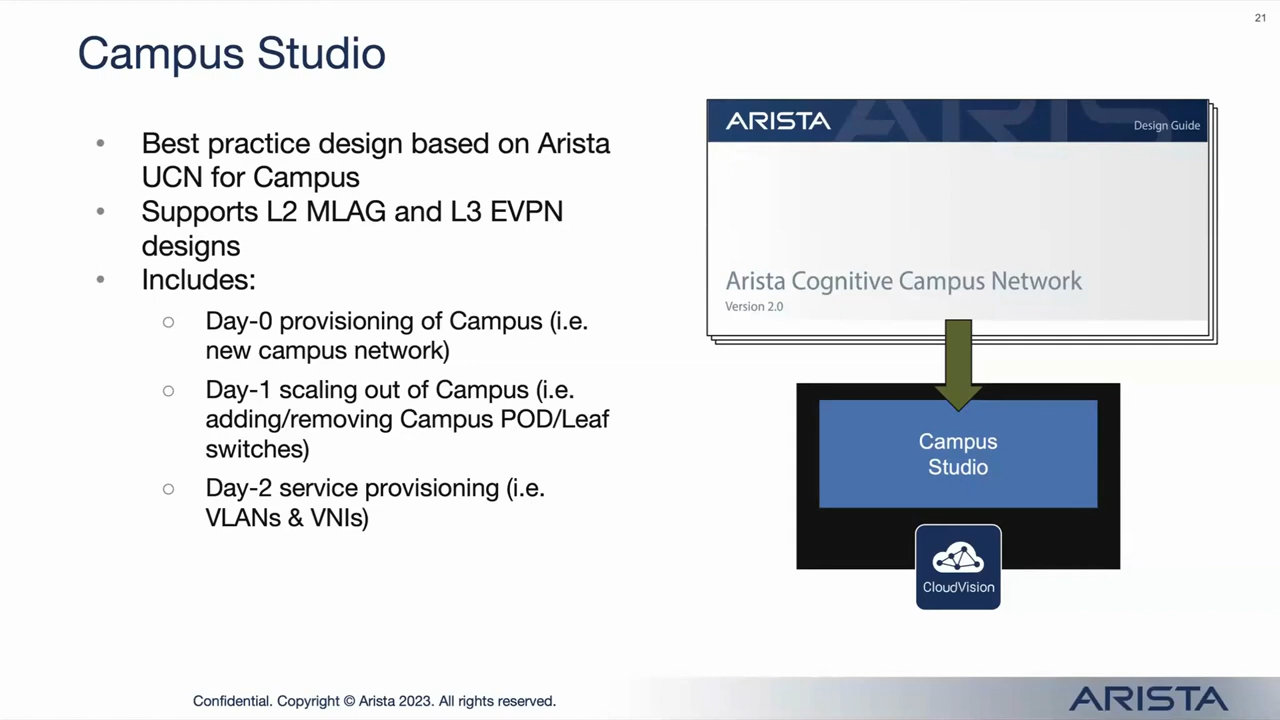 21
Campus Studio
• Best practice design based on Arista
UCN for Campus
• Supports L2 MLAG and L3 EVPN
designs
• Includes:
○ Day-0 provisioning of Campus (i.e.
new campus network)
○ Day-1 scaling out of Campus (i.e.
adding/removing Campus POD/Leaf
switches)
○ Day-2 service provisioning (i.e.
VLANs & VNIs)
ARISTA
Design Guide
Arista Cognitive Campus Network
Version 2.0
Campus
Studio
CloudVision
Confidential. Copyright © Arista 2023. All rights reserved.
ARISTA